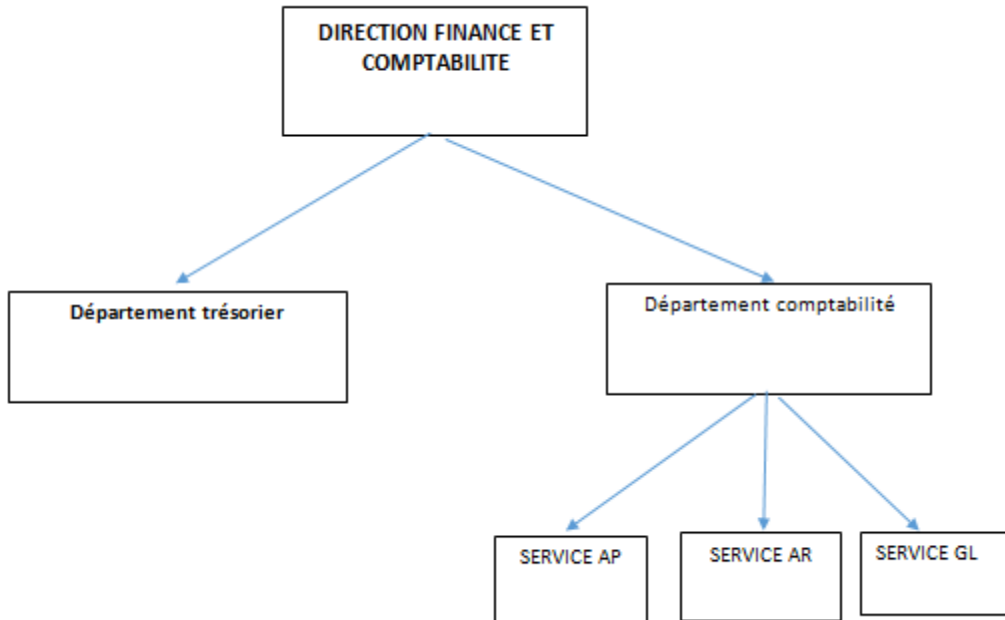 DIRECTION FINANCE ET
COMPTABILITE
Département trésorier
Département comptabilité
SERVICE AP
SERVICE AR
SERVICE GL